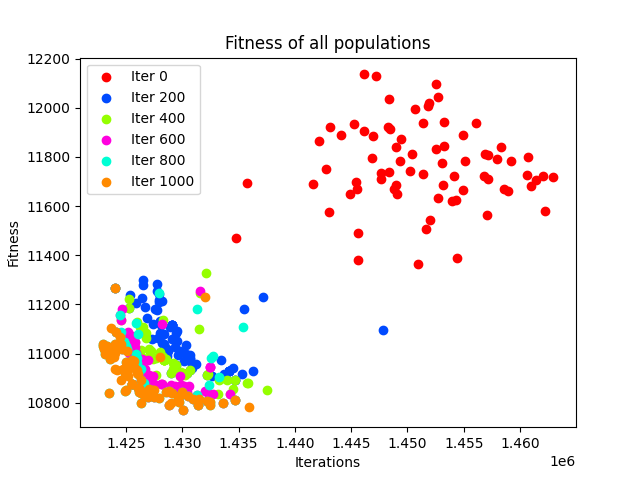 Fitness of all populations
12200
12000
11800
11600
11400
11200
11000
10800
Fitness
Iter 0
Iter 200
Iter 400
Iter 600
Iter 800
Iter 1000
1.425 1.430 1.435 1.440 1.445 1.450 1.455 1.460
Iterations
1e6